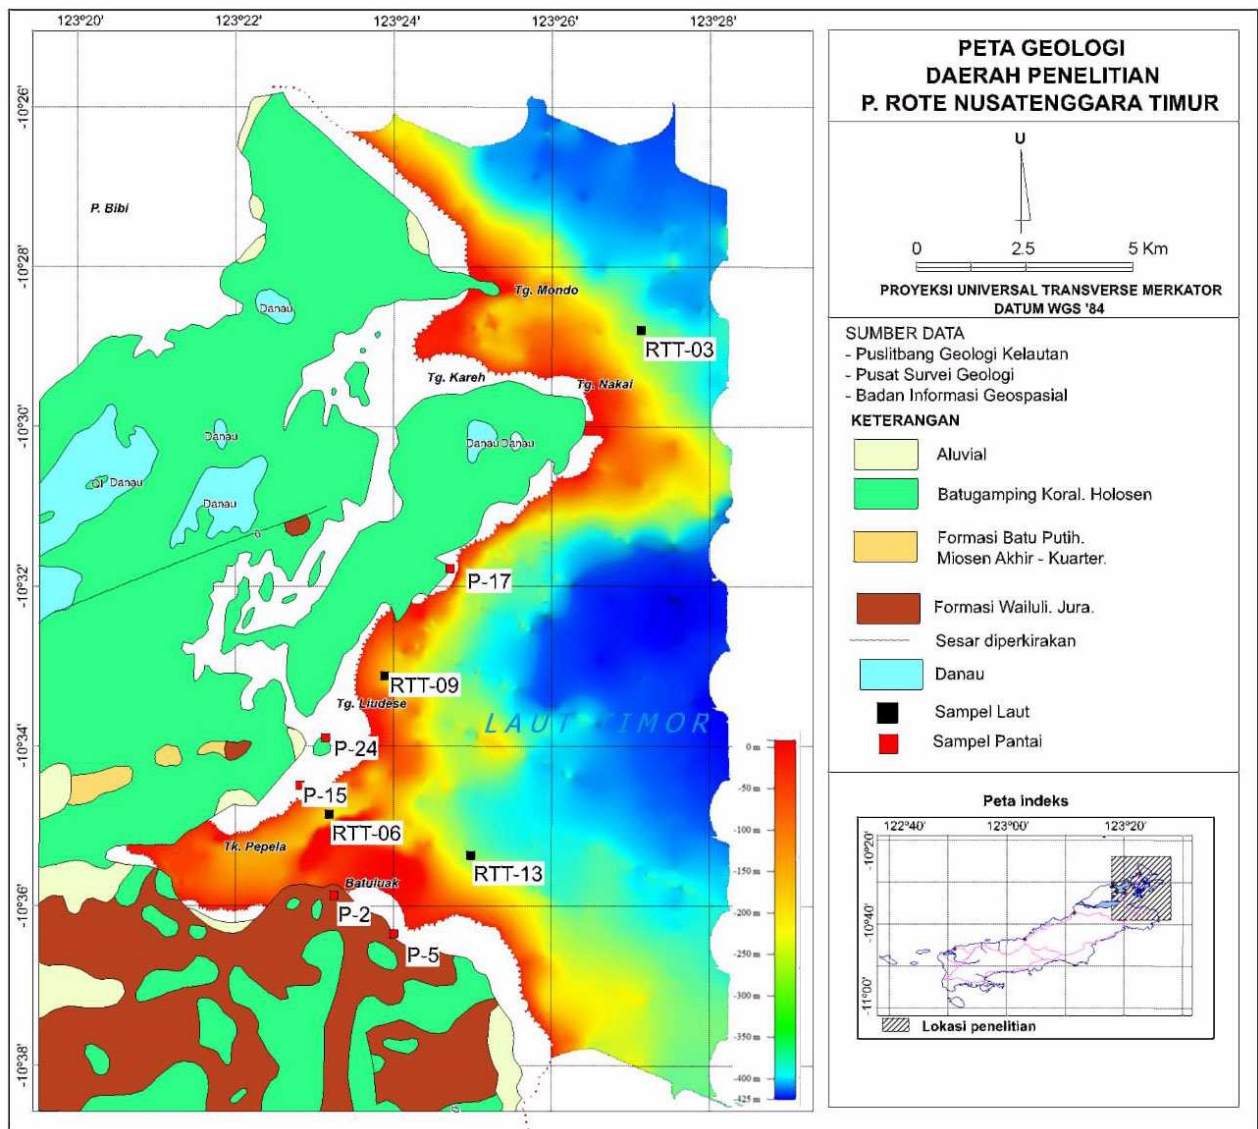 123°20' 123°22' 123°24' 123°26' 123°28'
-10°26'
-10°28'
-10°30'
-10°32'
-10°34'
-10°36'
-10°38'
P. Bibi
Danau
Tg. Mondo
RTT-03
Tg. Kareh
Tg. Nakai
Danau
Danau Danau
Ql Danau
Danau
P-17
RTT-09
Tg. Liudese
LAUT TIMOR
P-24
P-15
RTT-06
Tk. Pepela
RTT-13
Batuluak
P-2
P-5
0 m
-50 m
-100 m
-150 m
-200 m
-250 m
-300 m
-350 m
-400 m
-425 m
PETA GEOLOGI
DAERAH PENELITIAN
P. ROTE NUSATENGGARA TIMUR
U
0 2.5 5 Km
PROYEKSI UNIVERSAL TRANSVERSE MERKATOR
DATUM WGS '84
SUMBER DATA
- Puslitbang Geologi Kelautan
- Pusat Survei Geologi
- Badan Informasi Geospasial
KETERANGAN
Aluvial
Batugamping Koral. Holosen
Formasi Batu Putih.
Miosen Akhir - Kuarter.
Formasi Wailuli. Jura.
Sesar diperkirakan
Danau
Sampel Laut
Sampel Pantai
Peta indeks
122°40' 123°00' 123°20'
-10°20'
-10°40'
-11°00'
Lokasi penelitian